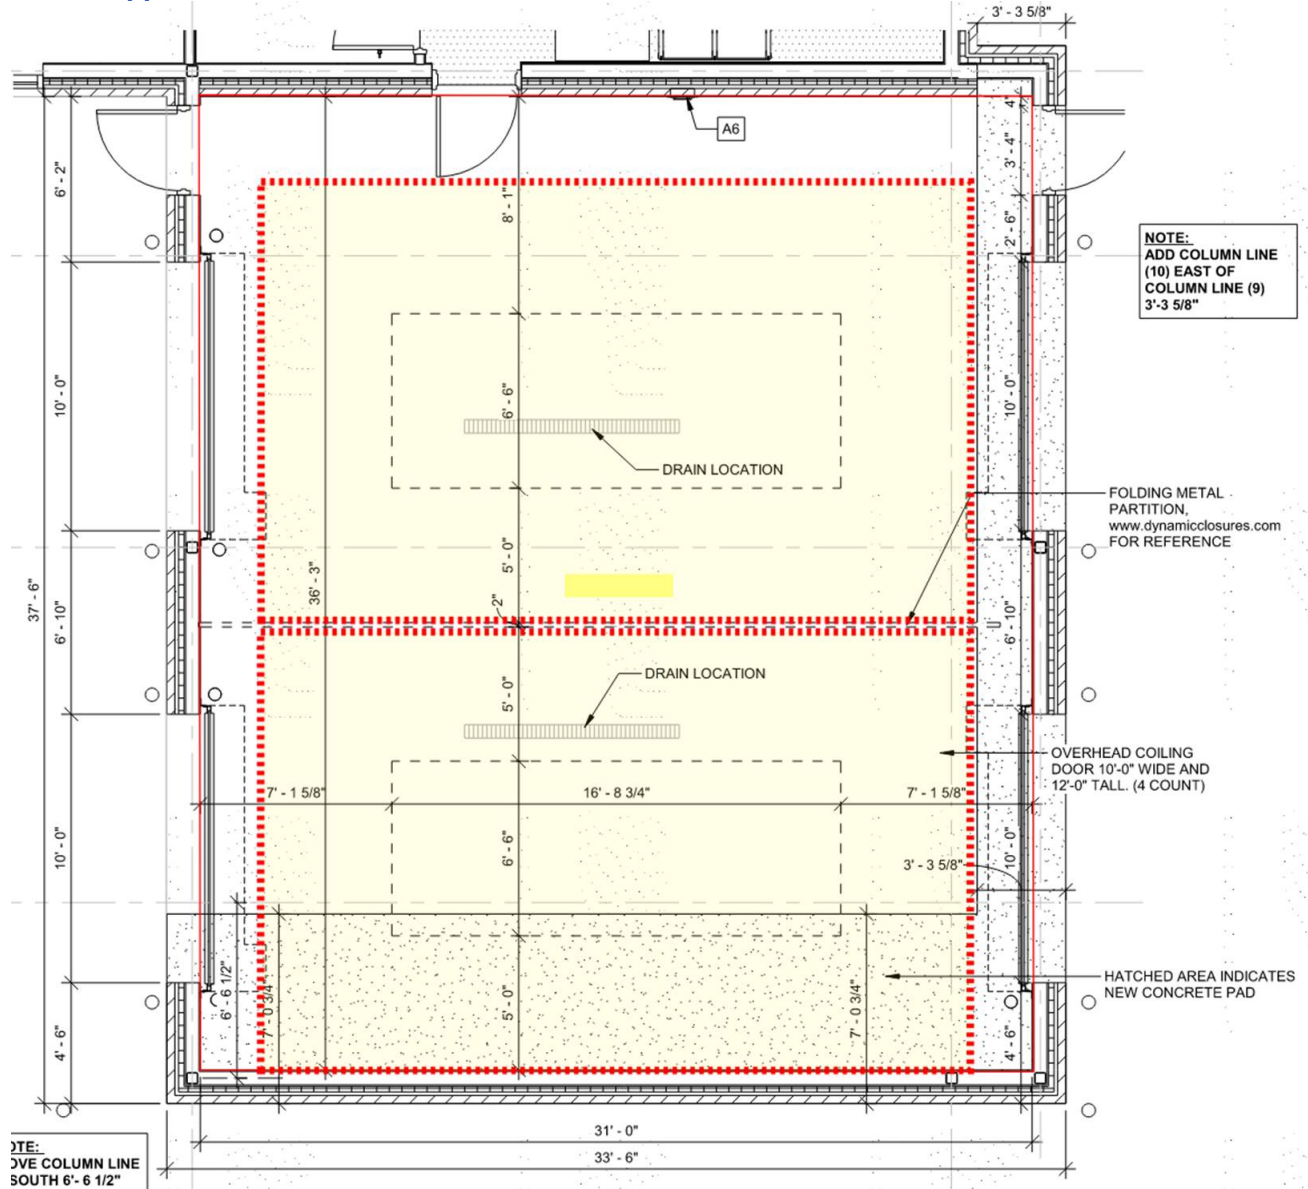 3' - 3 5/8"
A6
4"
3' - 4"
6' - 2"
8' - 1"
2' - 6"
NOTE:
ADD COLUMN LINE
(10) EAST OF
COLUMN LINE (9)
3'-3 5/8"
10' - 0"
6' - 6"
10' - 0"
DRAIN LOCATION
FOLDING METAL
PARTITION,
www.dynamicclosures.com
FOR REFERENCE
37' - 6"
6' - 10"
36' - 3"
5' - 0"
2"
6' - 10"
DRAIN LOCATION
5' - 0"
OVERHEAD COILING
DOOR 10'-0" WIDE AND
12'-0" TALL. (4 COUNT)
7' - 1 5/8"
16' - 8 3/4"
7' - 1 5/8"
10' - 0"
6' - 6"
3' - 3 5/8"
10' - 0"
HATCHED AREA INDICATES
NEW CONCRETE PAD
6' - 6 1/2"
7' - 0 3/4"
5' - 0"
7' - 0 3/4"
4' - 6"
4' - 6"
31' - 0"
33' - 6"
OTE:
OVE COLUMN LINE
SOUTH 6'- 6 1/2"